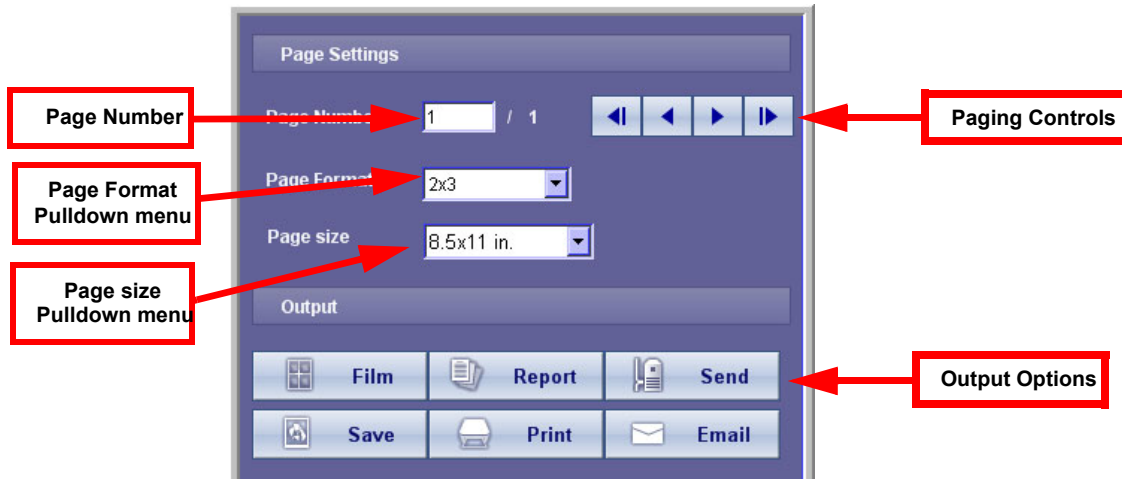 Page Settings
Page Number
Page Number
1 / 1
Paging Controls
Page Format
Pulldown menu
Page Format
2x3
Page size
8.5x11 in.
Page size
Pulldown menu
Output
Film
Report
Send
Output Options
Save
Print
Email